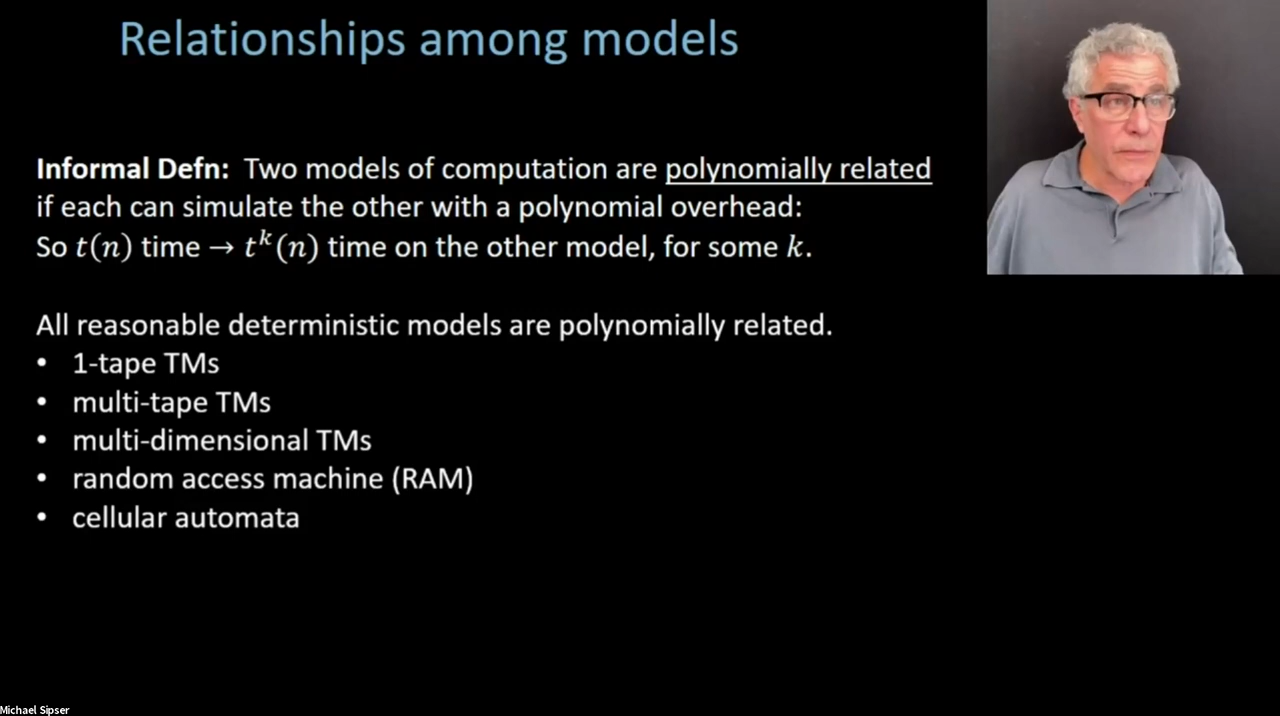 Relationships among models
Informal Defn: Two models of computation are polynomially related
if each can simulate the other with a polynomial overhead:
So t(n) time → tᵏ(n) time on the other model, for some k.
All reasonable deterministic models are polynomially related.
• 1-tape TMs
• multi-tape TMs
• multi-dimensional TMs
• random access machine (RAM)
• cellular automata
Michael Sipser